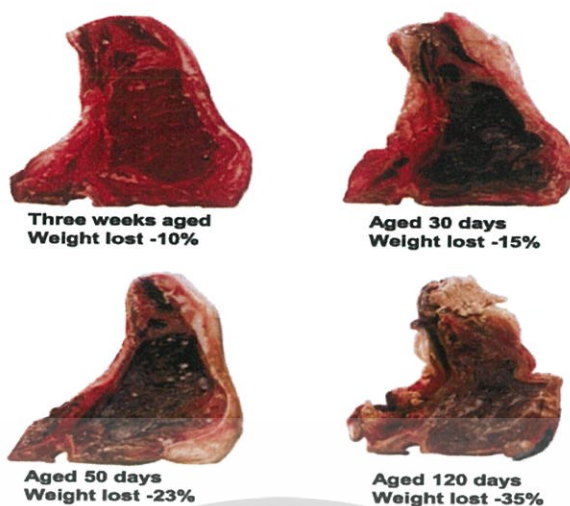 Three weeks aged
Weight lost -10%
Aged 30 days
Weight lost -15%
Aged 50 days
Weight lost -23%
Aged 120 days
Weight lost -35%